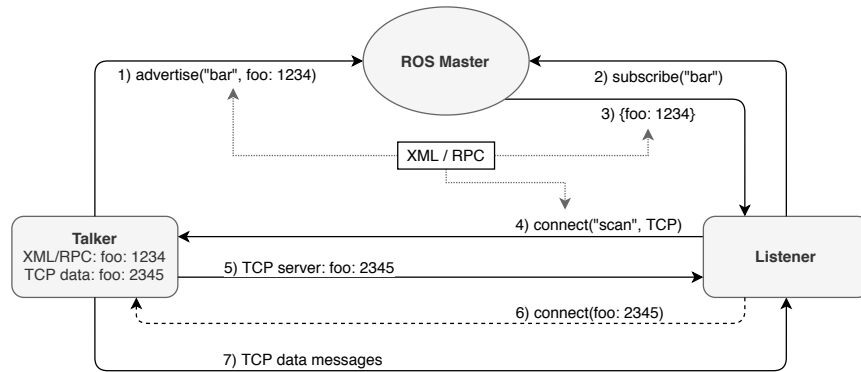 ROS Master
1) advertise("bar", foo: 1234)
2) subscribe("bar")
3) {foo: 1234}
XML / RPC
4) connect("scan", TCP)
Talker
XML/RPC: foo: 1234
TCP data: foo: 2345
Listener
5) TCP server: foo: 2345
6) connect(foo: 2345)
7) TCP data messages